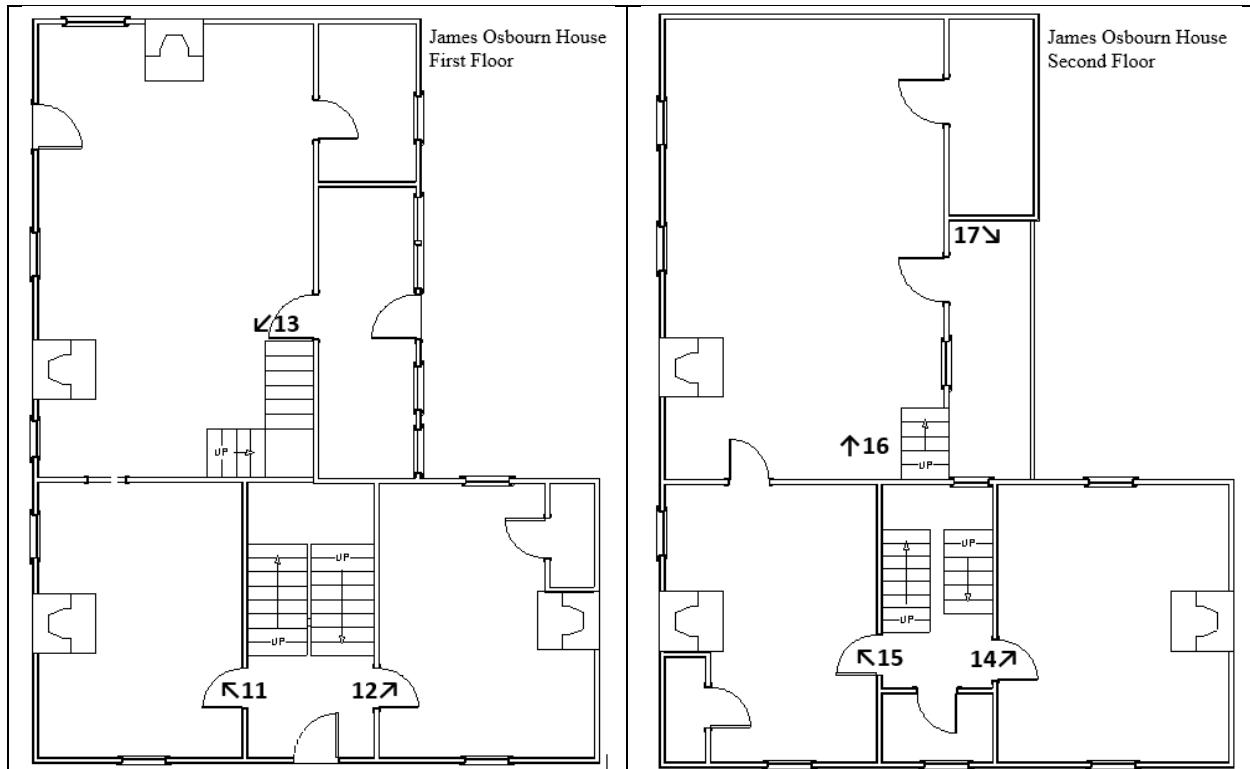 James Osbourn House
First Floor
↙13
UP →
UP
UP
↖11
12↗
James Osbourn House
Second Floor
17↘
↑16
UP
UP
UP
↖15
14↗